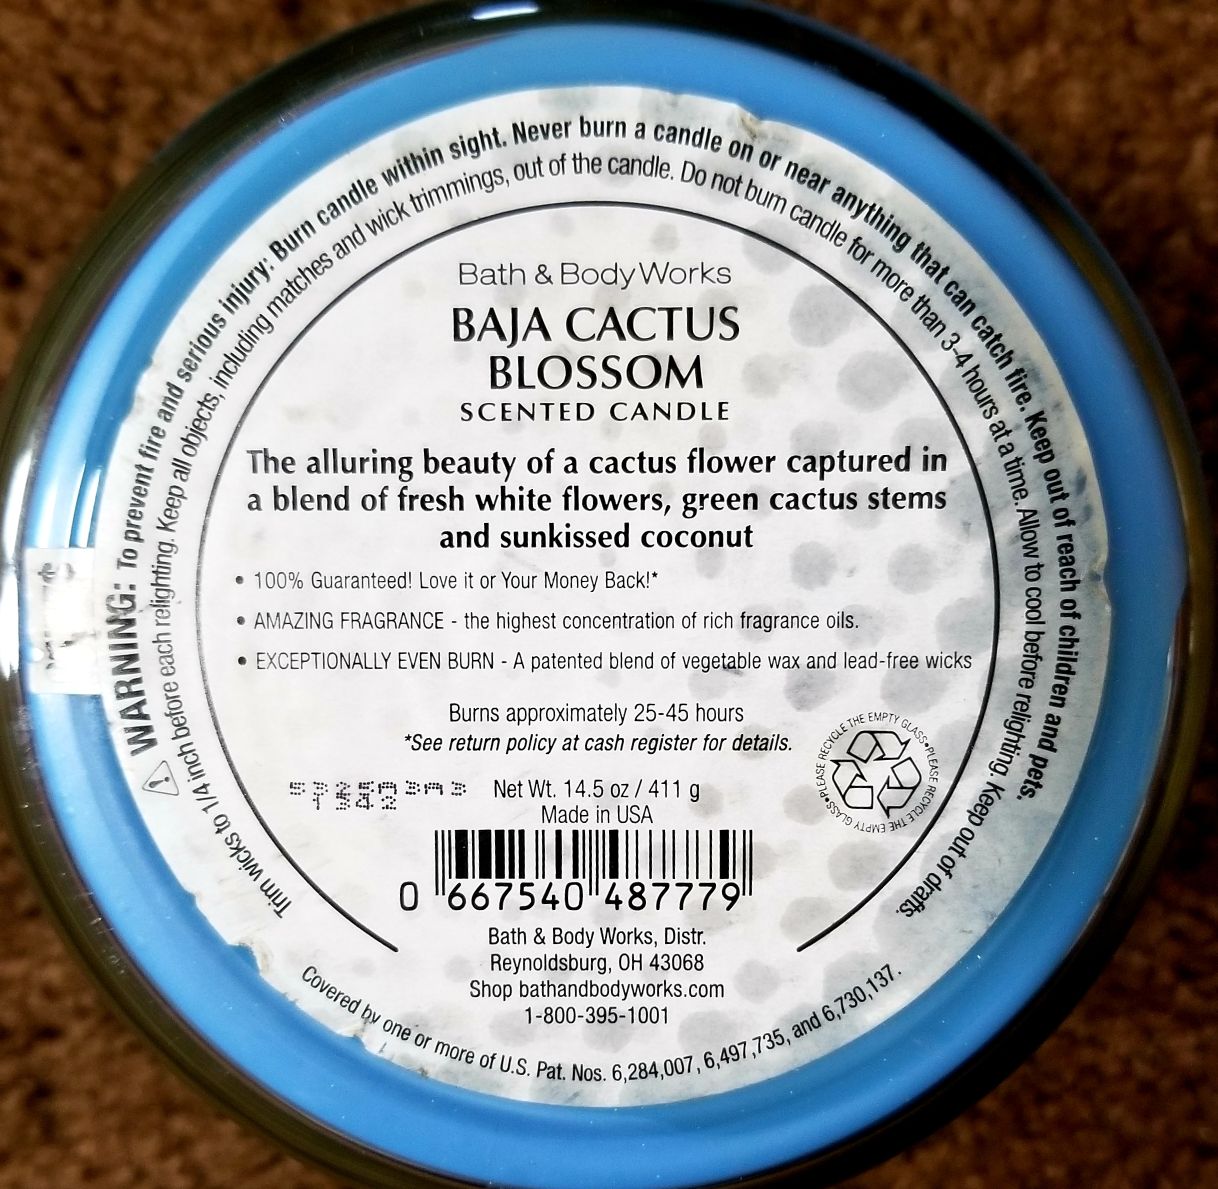 WARNING: To prevent fire and serious injury: Burn candle within sight. Never burn a candle on or near anything that can catch fire. Keep out of reach of children and pets.
Trim wicks to 1/4 inch before each relighting. Keep all objects, including matches and wick trimmings, out of the candle. Do not burn candle for more than 3-4 hours at a time. Allow to cool before relighting. Keep out of drafts.
Bath & Body Works
BAJA CACTUS
BLOSSOM
SCENTED CANDLE
The alluring beauty of a cactus flower captured in
a blend of fresh white flowers, green cactus stems
and sunkissed coconut
• 100% Guaranteed! Love it or Your Money Back!*
• AMAZING FRAGRANCE - the highest concentration of rich fragrance oils.
• EXCEPTIONALLY EVEN BURN - A patented blend of vegetable wax and lead-free wicks
Burns approximately 25-45 hours
*See return policy at cash register for details.
PLEASE RECYCLE THE EMPTY GLASS•PLEASE RECYCLE THE EMPTY GLASS•
Net Wt. 14.5 oz / 411 g
Made in USA
0 667540 487779
Bath & Body Works, Distr.
Reynoldsburg, OH 43068
Shop bathandbodyworks.com
1-800-395-1001
Covered by one or more of U.S. Pat. Nos. 6,284,007, 6,497,735, and 6,730,137.